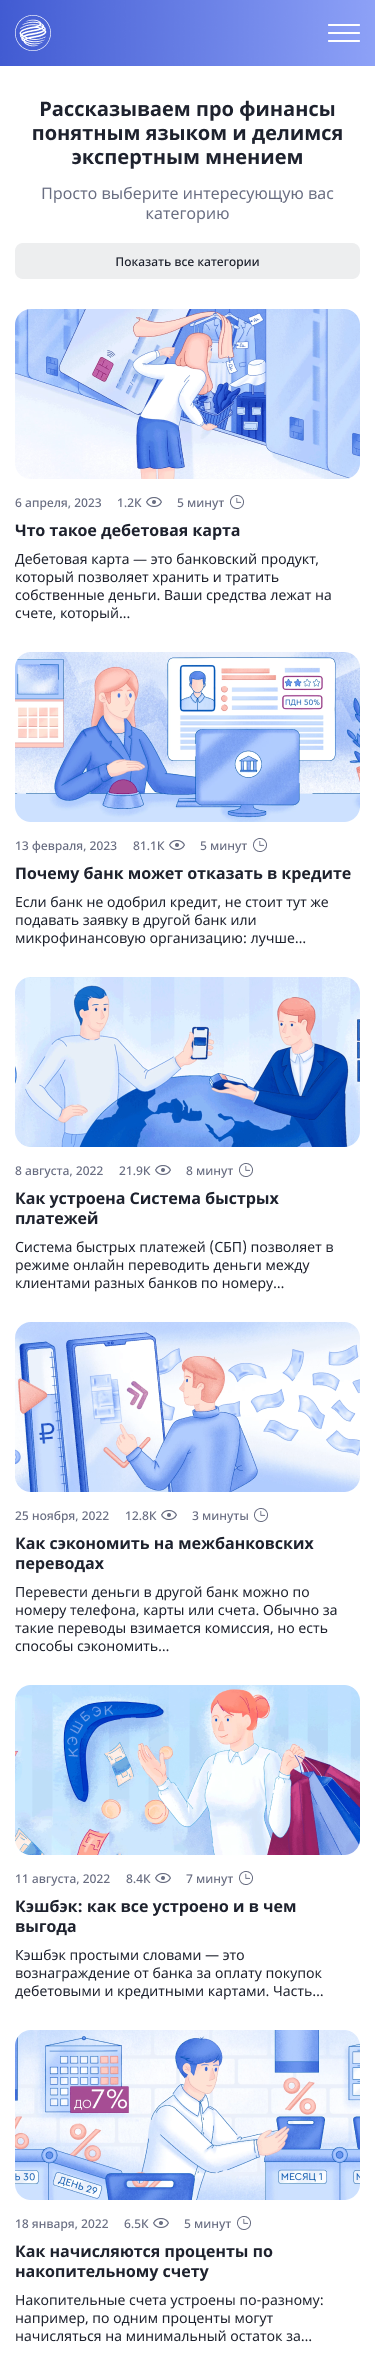 Рассказываем про финансы
понятным языком и делимся
экспертным мнением
Просто выберите интересующую вас
категорию
Показать все категории
6 апреля, 2023 1.2K 5 минут
Что такое дебетовая карта
Дебетовая карта — это банковский продукт,
который позволяет хранить и тратить
собственные деньги. Ваши средства лежат на
счете, который...
ПДН 50%
13 февраля, 2023 81.1K 5 минут
Почему банк может отказать в кредите
Если банк не одобрил кредит, не стоит тут же
подавать заявку в другой банк или
микрофинансовую организацию: лучше...
8 августа, 2022 21.9K 8 минут
Как устроена Система быстрых
платежей
Система быстрых платежей (СБП) позволяет в
режиме онлайн переводить деньги между
клиентами разных банков по номеру...
₽
25 ноября, 2022 12.8K 3 минуты
Как сэкономить на межбанковских
переводах
Перевести деньги в другой банк можно по
номеру телефона, карты или счета. Обычно за
такие переводы взимается комиссия, но есть
способы сэкономить...
КЭШБЭК
11 августа, 2022 8.4K 7 минут
Кэшбэк: как все устроено и в чем
выгода
Кэшбэк простыми словами — это
вознаграждение от банка за оплату покупок
дебетовыми и кредитными картами. Часть...
ДО 7%
%
%
Ь 30
ДЕНЬ 29
МЕСЯЦ 1
18 января, 2022 6.5K 5 минут
Как начисляются проценты по
накопительному счету
Накопительные счета устроены по-разному:
например, по одним проценты могут
начисляться на минимальный остаток за...